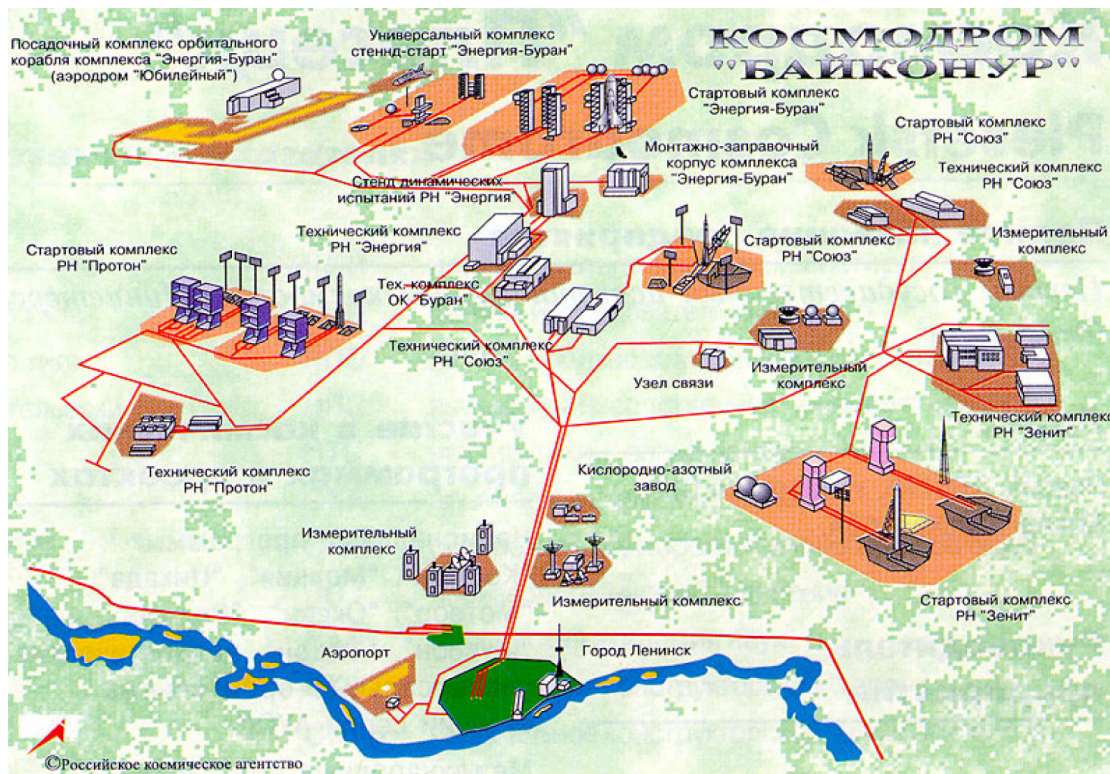 КОСМОДРОМ
"БАЙКОНУР"
Посадочный комплекс орбитального
корабля комплекса "Энергия-Буран"
(аэродром "Юбилейный")
Универсальный комплекс
стеннд-старт "Энергия-Буран"
Стартовый комплекс
"Энергия-Буран"
Стартовый комплекс
РН "Союз"
Монтажно-заправочный
корпус комплекса
"Энергия-Буран"
Технический комплекс
РН "Союз"
Стенд динамических
испытаний РН "Энергия"
Технический комплекс
РН "Энергия"
Стартовый комплекс
РН "Союз"
Измерительный
комплекс
Стартовый комплекс
РН "Протон"
Тех. комплекс
ОК "Буран"
Технический комплекс
РН "Союз"
Узел связи
Измерительный
комплекс
Технический комплекс
РН "Зенит"
Технический комплекс
РН "Протон"
Кислородно-азотный
завод
Измерительный
комплекс
Измерительный комплекс
Стартовый комплекс
РН "Зенит"
Аэропорт
Город Ленинск
©Российское космическое агентство